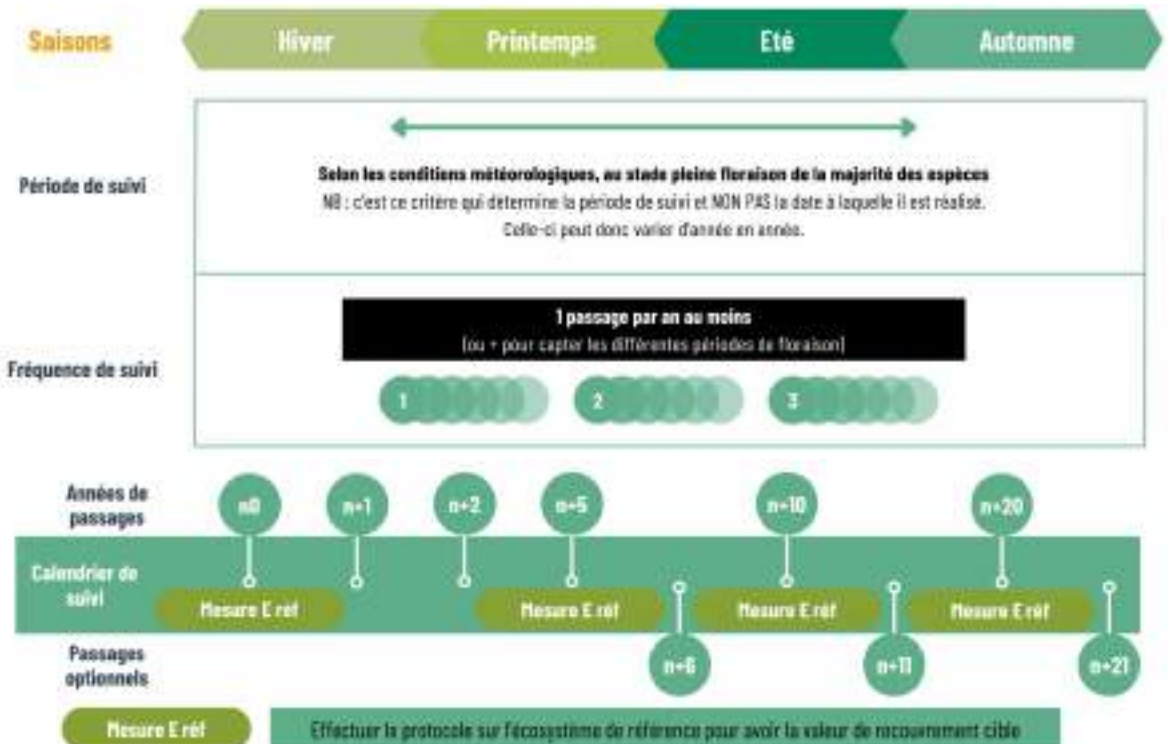 Saisons
Hiver
Printemps
Eté
Automne
Période de suivi
Selon les conditions météorologiques, au stade pleine floraison de la majorité des espèces
NB : c'est ce critère qui détermine la période de suivi et NON PAS la date à laquelle il est réalisé.
Celle-ci peut donc varier d'année en année.
Fréquence de suivi
1 passage par an au moins
(ou + pour capter les différentes périodes de floraison)
1
2
3
Années de
passages
n0
n+1
n+2
n+5
n+10
n+20
Calendrier de
suivi
Mesure E réf
Mesure E réf
Mesure E réf
Mesure E réf
Passages
optionnels
n+6
n+11
n+21
Mesure E réf
Effectuer le protocole sur l'écosystème de référence pour avoir la valeur de recouvrement cible